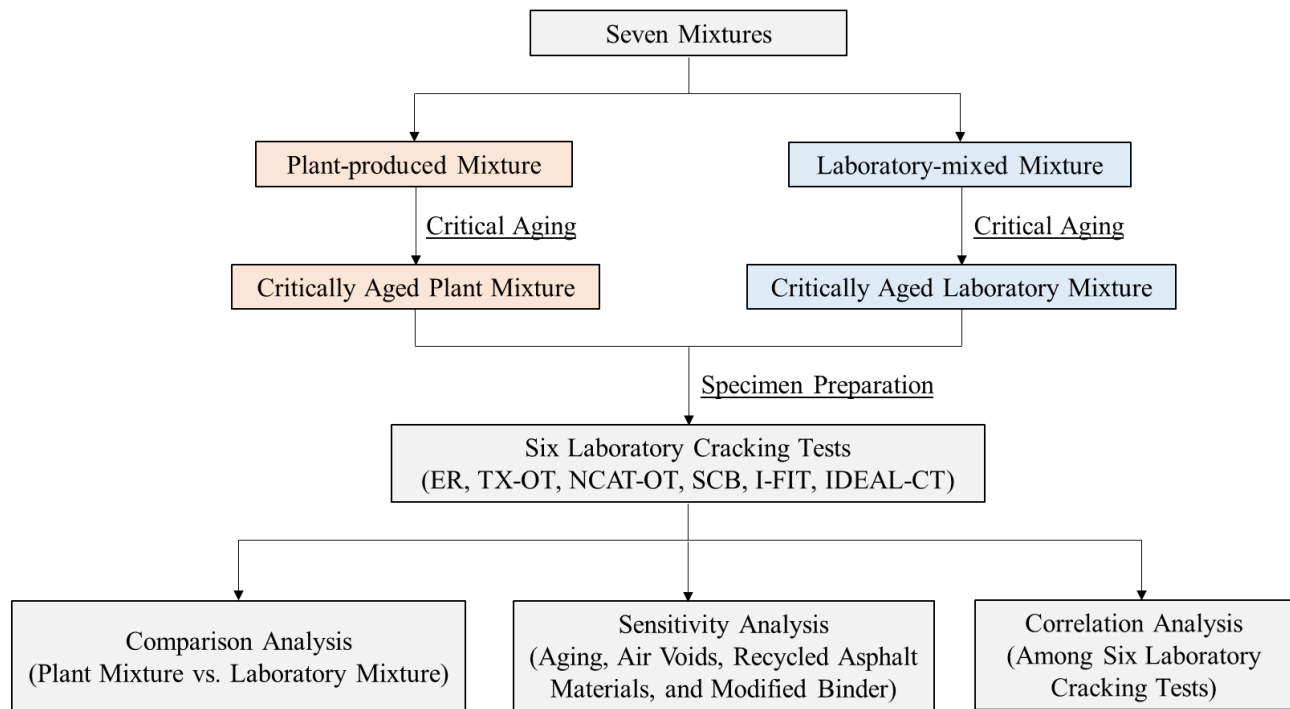 Seven Mixtures
Plant-produced Mixture
Laboratory-mixed Mixture
Critical Aging
Critical Aging
Critically Aged Plant Mixture
Critically Aged Laboratory Mixture
Specimen Preparation
Six Laboratory Cracking Tests
(ER, TX-OT, NCAT-OT, SCB, I-FIT, IDEAL-CT)
Comparison Analysis
(Plant Mixture vs. Laboratory Mixture)
Sensitivity Analysis
(Aging, Air Voids, Recycled Asphalt
Materials, and Modified Binder)
Correlation Analysis
(Among Six Laboratory
Cracking Tests)